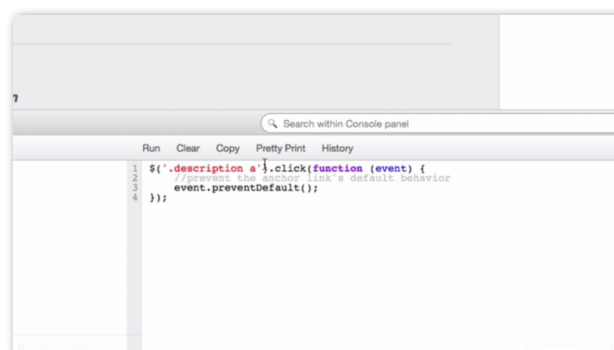 Search within Console panel
Run Clear Copy Pretty Print History
1 $('.description a').click(function (event) {
2 //prevent the anchor link's default behavior
3 event.preventDefault();
4 });